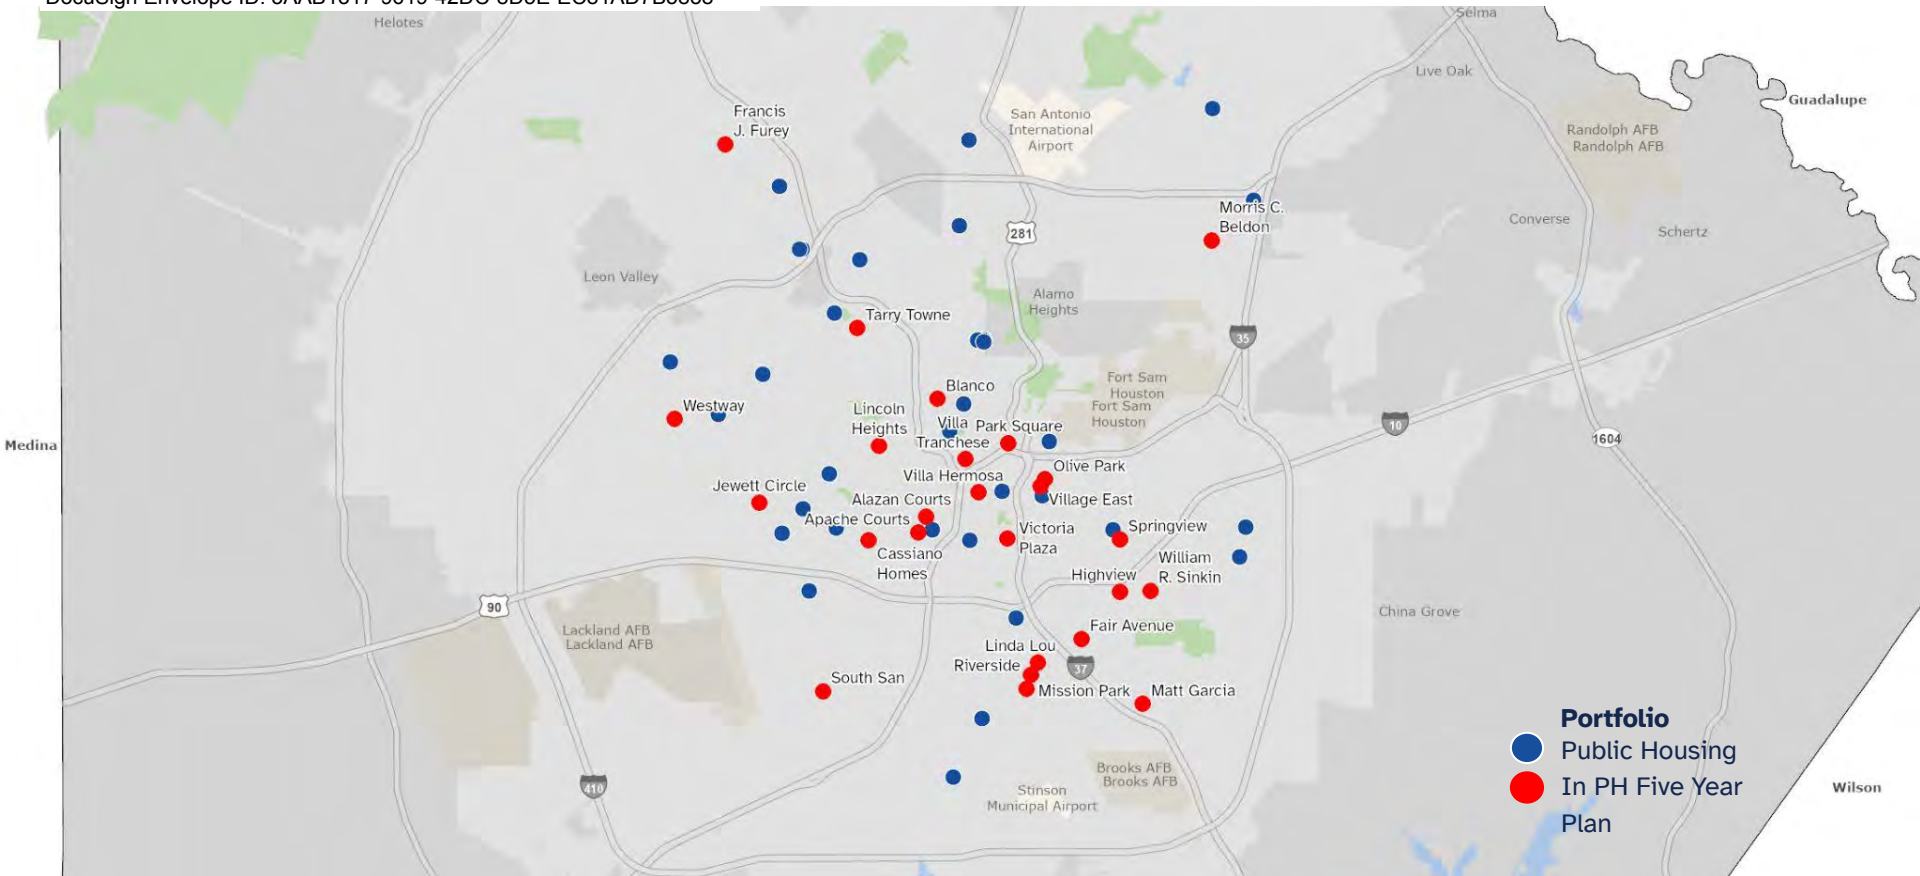 Helotes
Selma
Live Oak
Guadalupe
Francis
J. Furey
San Antonio
International
Airport
Randolph AFB
Randolph AFB
Morris C.
Beldon
Converse
Schertz
281
Leon Valley
Alamo
Heights
Tarry Towne
35
Fort Sam
Houston
Fort Sam
Houston
Blanco
Westway
Lincoln
Heights
Villa
Tranchese
Park Square
10
1604
Medina
Olive Park
Villa Hermosa
Jewett Circle
Alazan Courts
Village East
Apache Courts
Victoria
Plaza
Springview
Cassiano
Homes
William
R. Sinkin
Highview
90
China Grove
Lackland AFB
Lackland AFB
Fair Avenue
Linda Lou
Riverside
37
South San
Mission Park
Matt Garcia
Portfolio
Public Housing
In PH Five Year
Plan
Brooks AFB
Brooks AFB
410
Stinson
Municipal Airport
Wilson